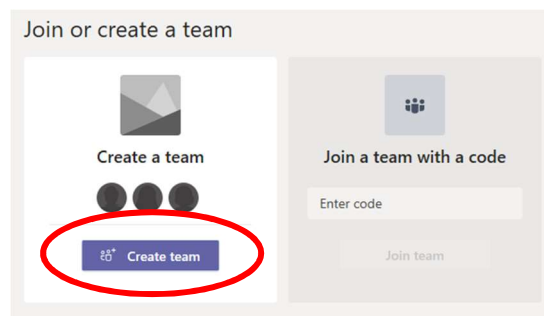 Join or create a team
Create a team
Create team
Join a team with a code
Enter code
Join team